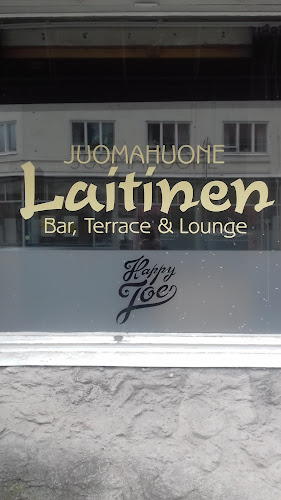 JUOMAHUONE
Laitinen
Bar, Terrace & Lounge
Happy
Joe